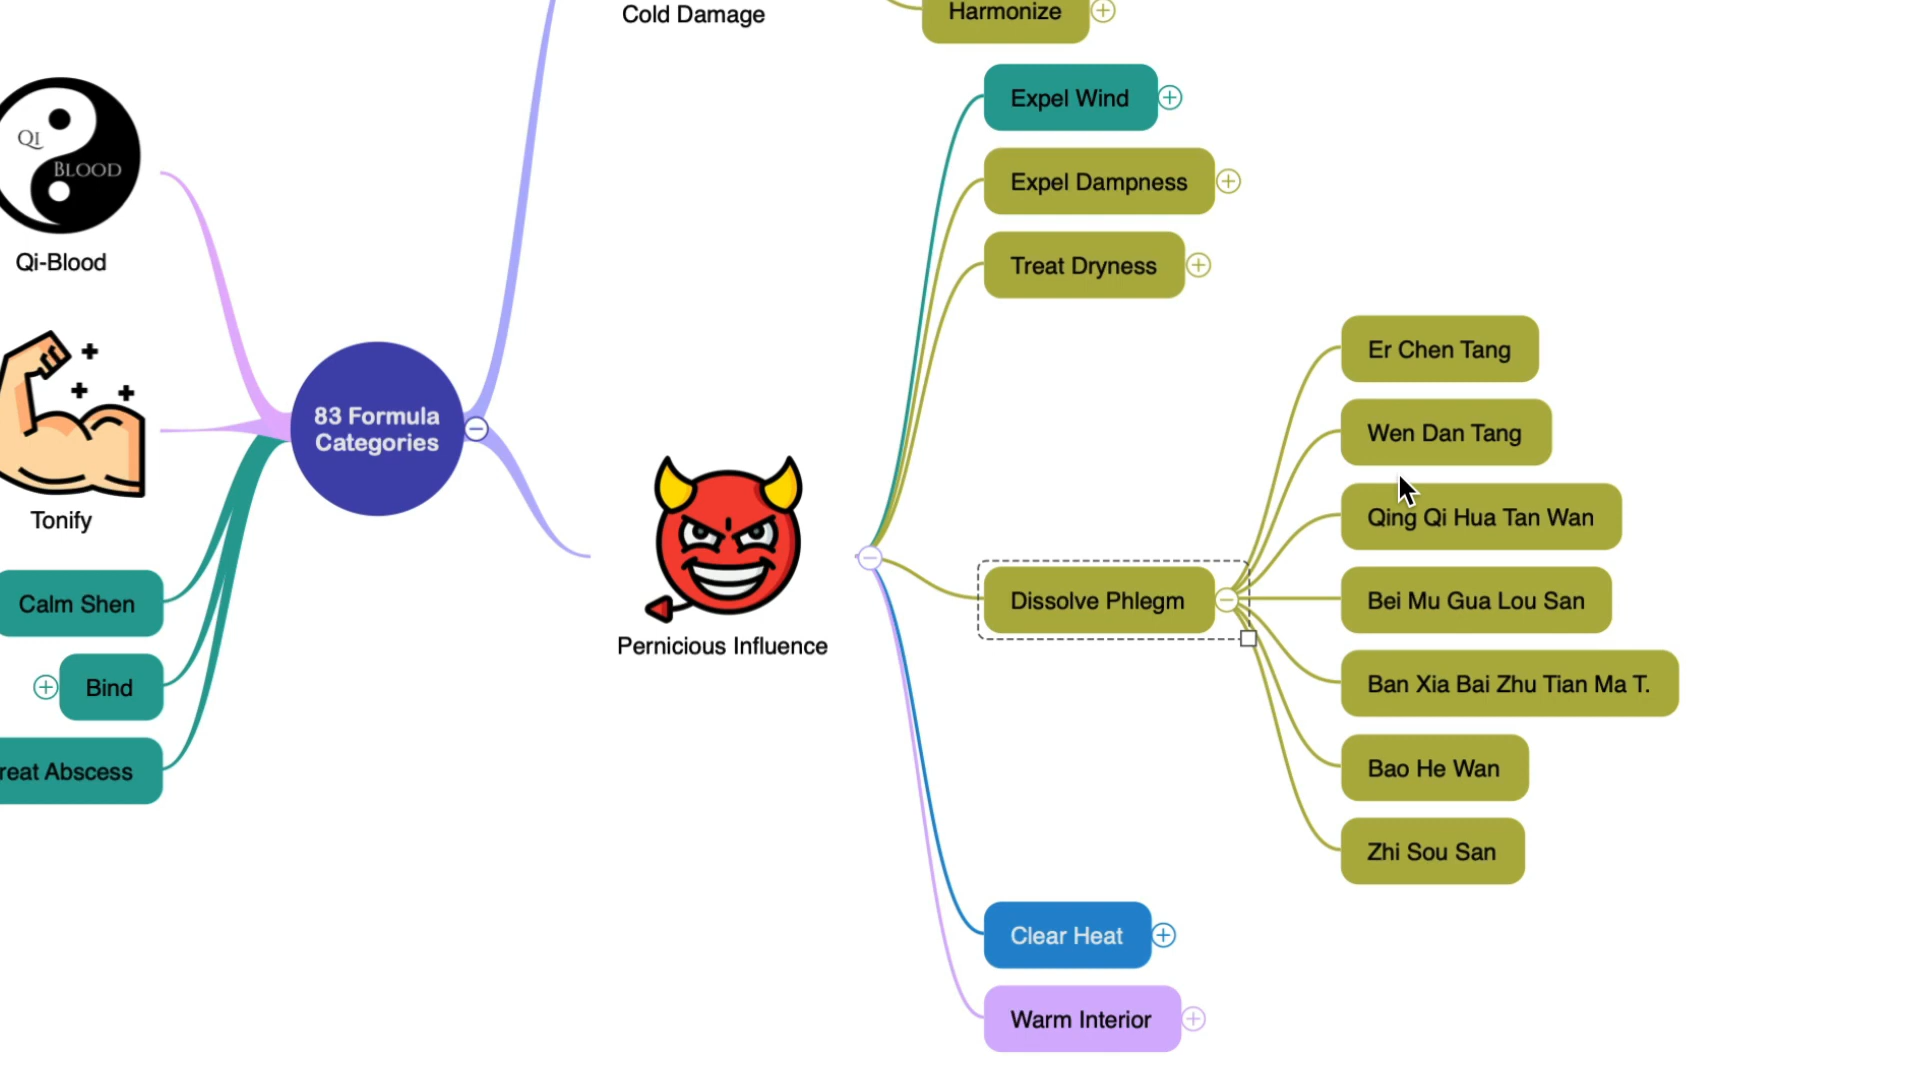 Cold Damage
Harmonize
Expel Wind
Expel Dampness
QI
BLOOD
Qi-Blood
Treat Dryness
Er Chen Tang
83 Formula
Categories
Wen Dan Tang
Tonify
Qing Qi Hua Tan Wan
Calm Shen
Pernicious Influence
Dissolve Phlegm
Bei Mu Gua Lou San
Bind
Ban Xia Bai Zhu Tian Ma T.
reat Abscess
Bao He Wan
Zhi Sou San
Clear Heat
Warm Interior